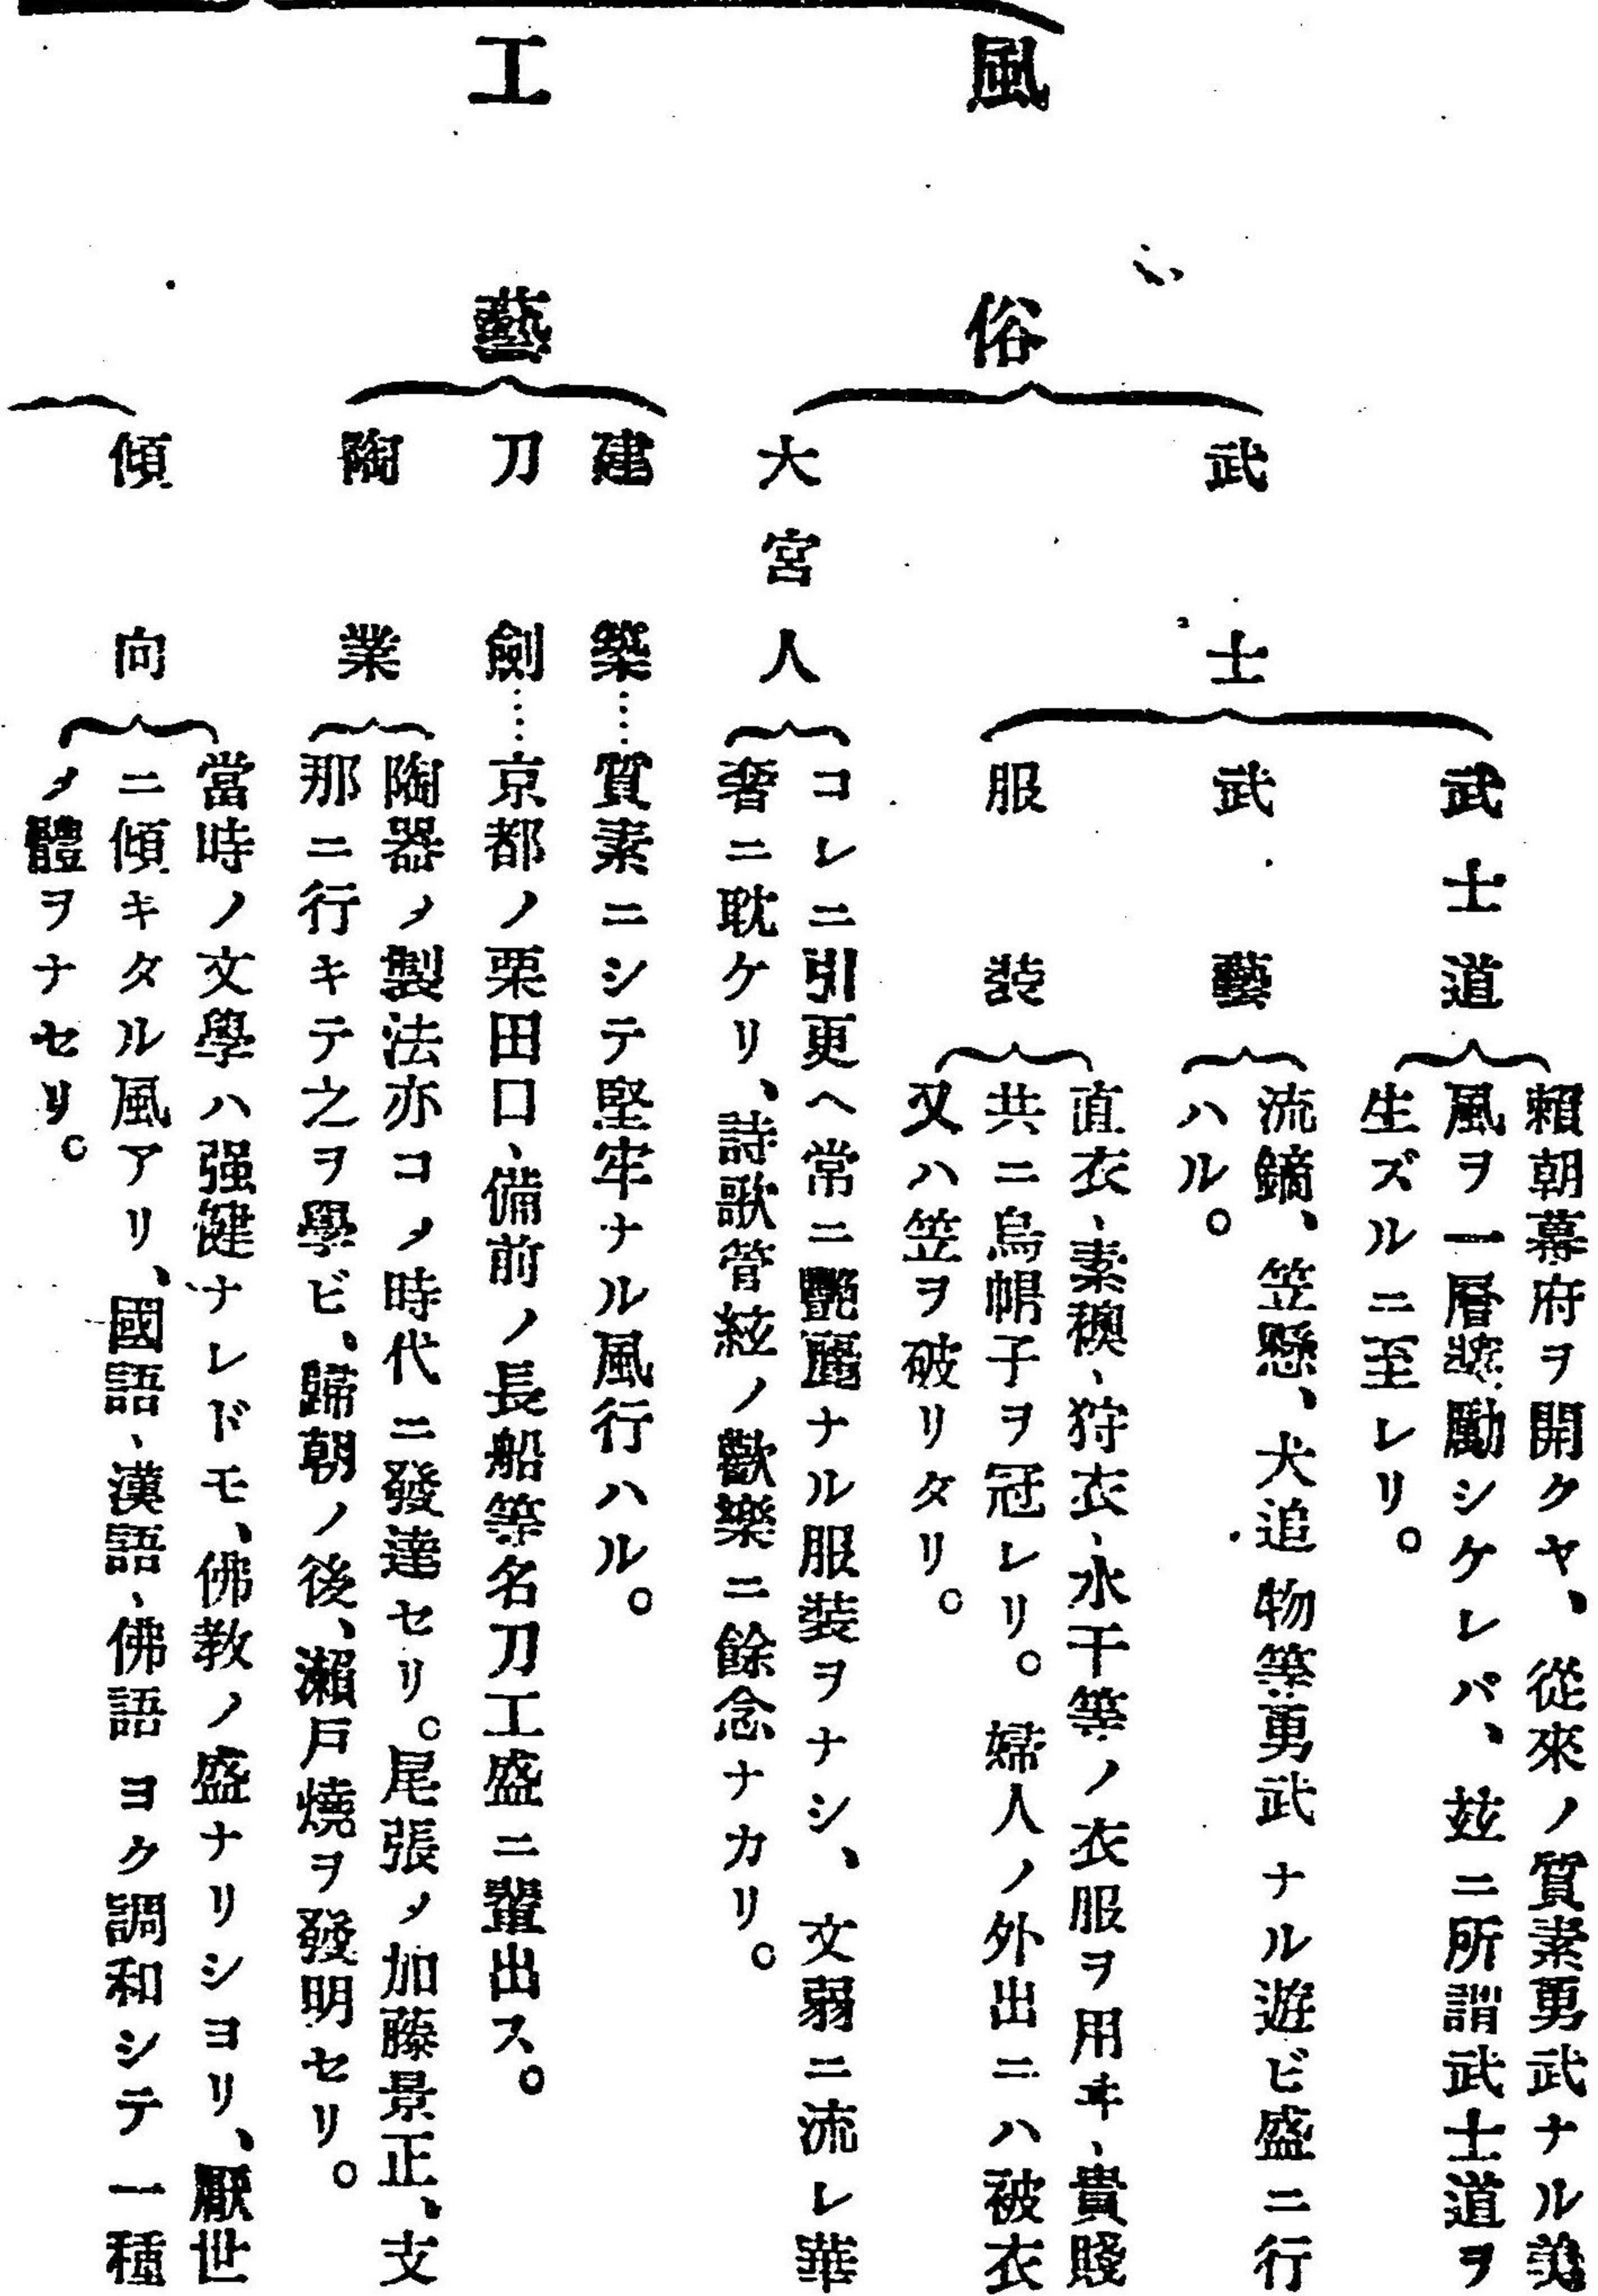 風俗
武士
武士道
賴朝幕府ヲ開クヤ、從來ノ質素勇武ナル美
風ヲ一層奬勵シケレバ、玆ニ所謂武士道ヲ
生ズルニ至レリ。
武藝
流鏑、笠懸、犬追物等勇武ナル遊ビ盛ニ行
ハル。
服裝
直衣、素襖、狩衣、水干等ノ衣服ヲ用ヰ、貴賤
共ニ烏帽子ヲ冠レリ。婦人ノ外出ニハ被衣
又ハ笠ヲ破リタリ。
大宮人
コレニ引更ヘ常ニ艷麗ナル服裝ヲナシ、文弱ニ流レ華
奢ニ耽ケリ、詩歌管絃ノ歡樂ニ餘念ナカリ。
工藝
建築……質素ニシテ堅牢ナル風行ハル。
刀劍……京都ノ栗田口、備前ノ長船等名刀工盛ニ輩出ス。
陶業
陶器ノ製法亦コノ時代ニ發達セリ。尾張ノ加藤景正、支
那ニ行キテ之ヲ學ビ、歸朝ノ後、瀨戶燒ヲ發明セリ。
傾向
當時ノ文學ハ强健ナレドモ、佛敎ノ盛ナリシヨリ、厭世
ニ傾キタル風アリ、國語、漢語、佛語ヨク調和シテ一種
ノ體ヲナセリ。